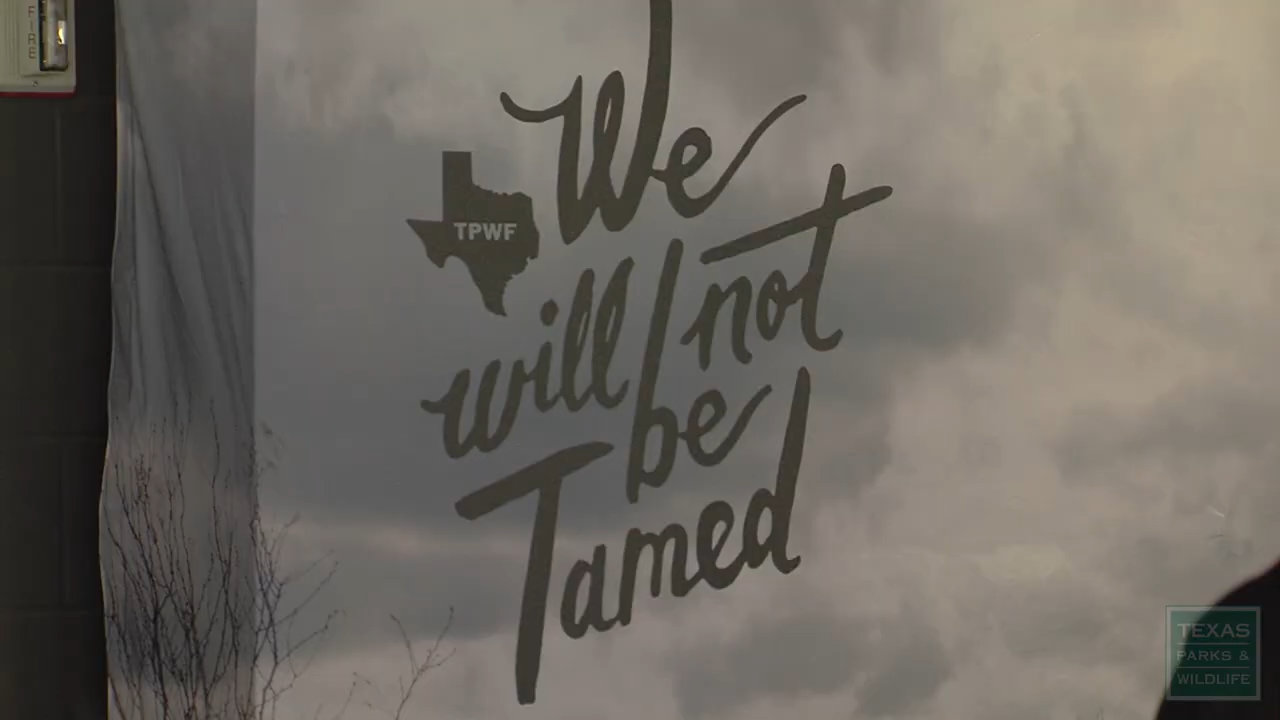 FIRE
We
TPWF
will not
be
Tamed
TEXAS
PARKS &
WILDLIFE